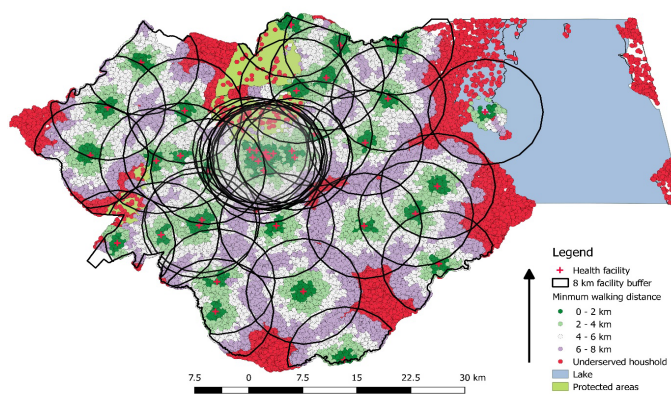 Legend
Health facility
8 km facility buffer
Minmum walking distance
0 - 2 km
2 - 4 km
4 - 6 km
6 - 8 km
Underserved houshold
Lake
Protected areas
7.5 0 7.5 15 22.5 30 km